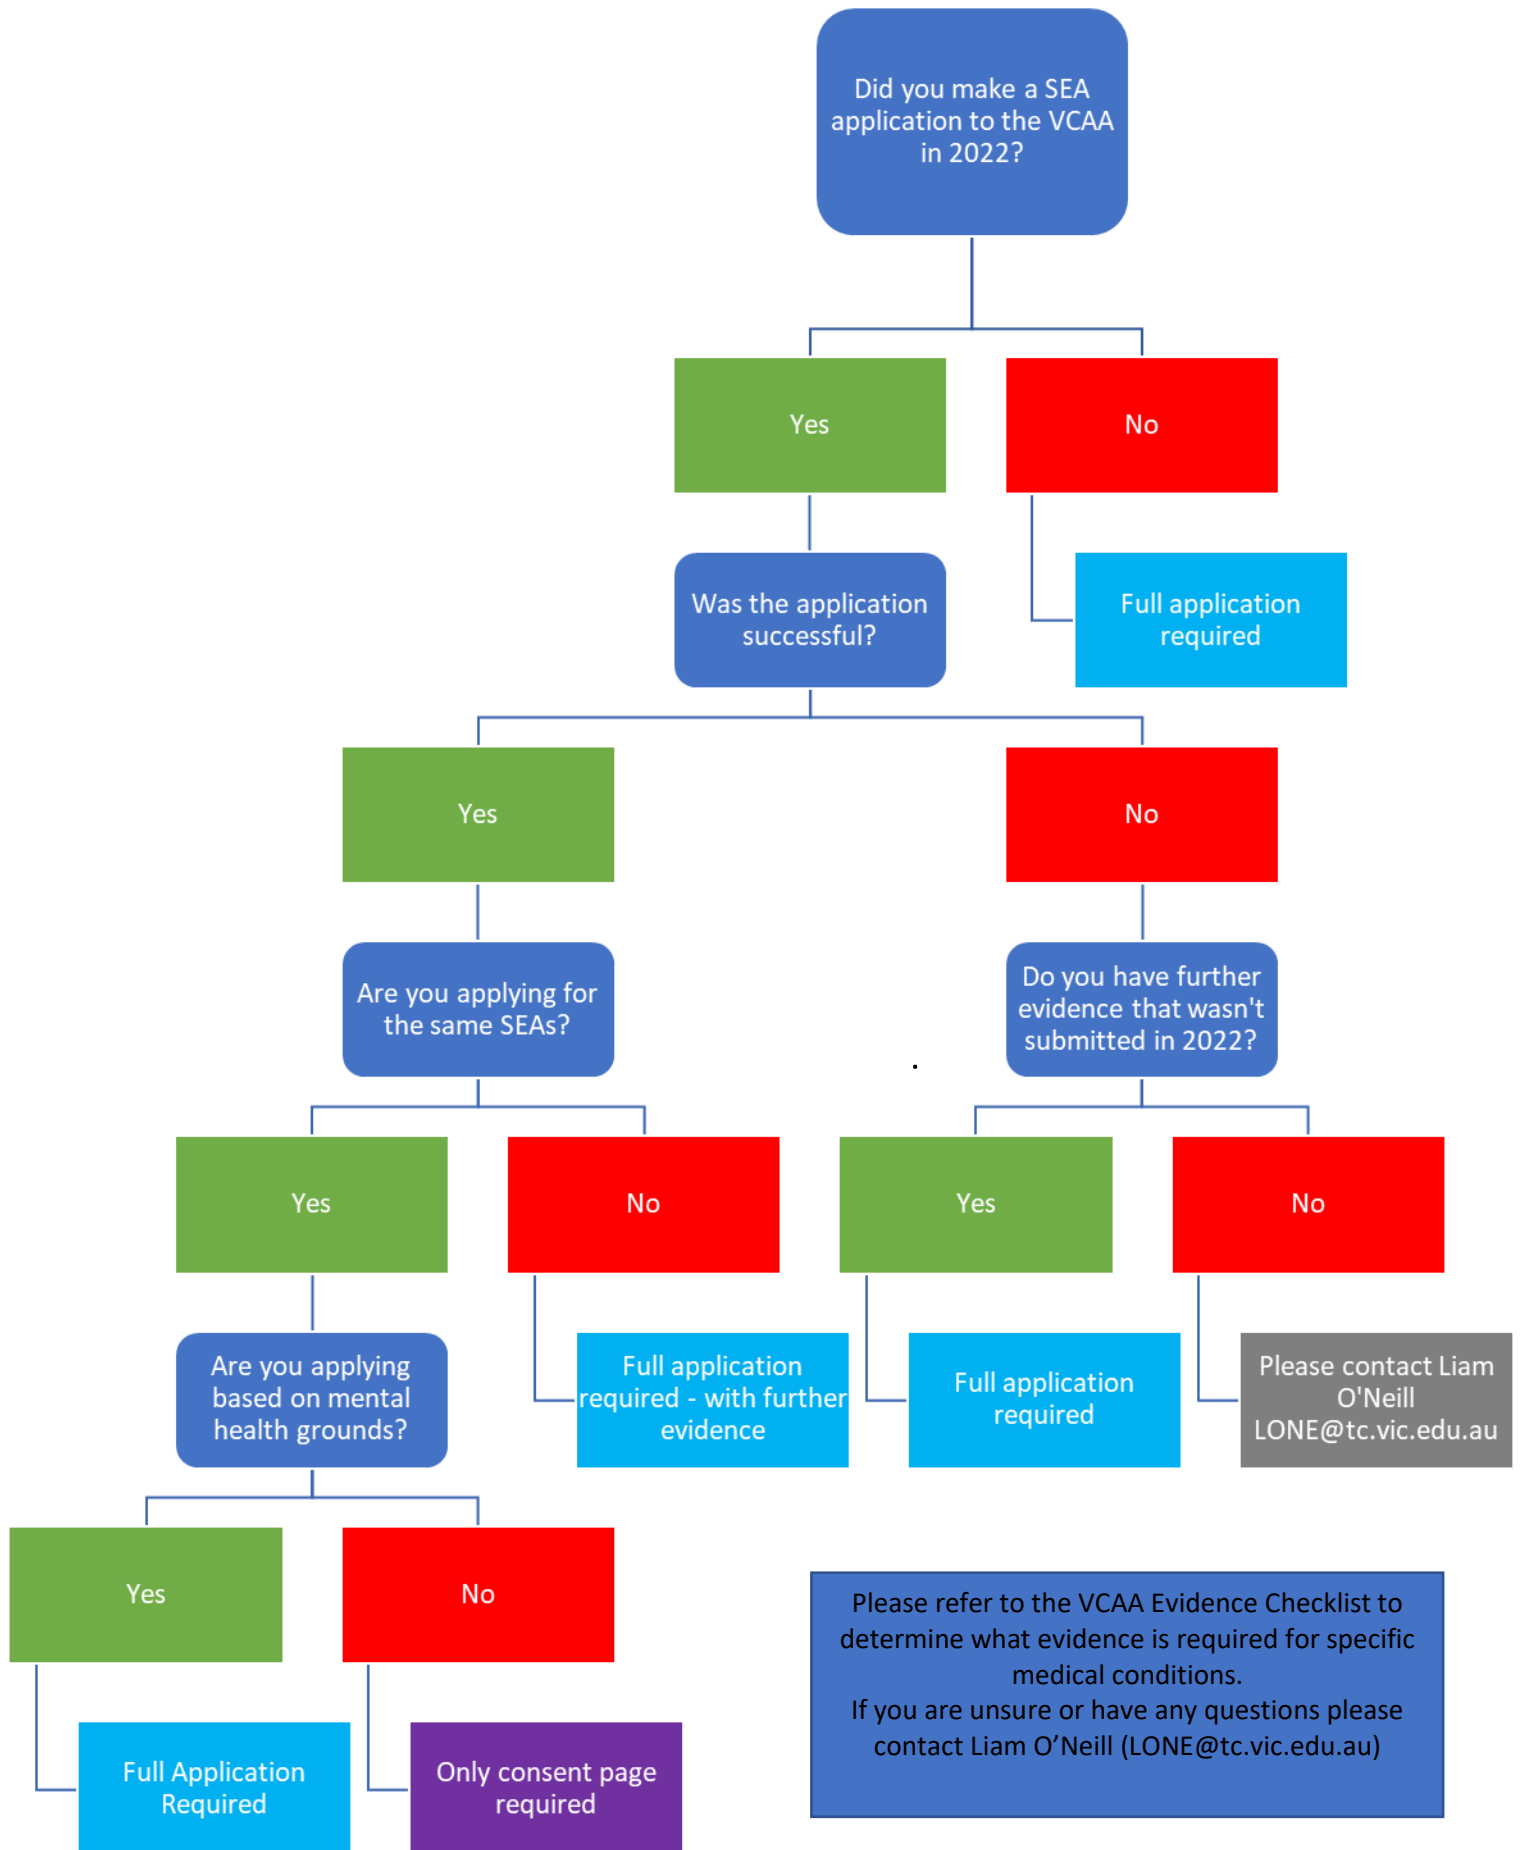 Did you make a SEA
application to the VCAA
in 2022?
Yes
No
Was the application
successful?
Full application
required
Yes
No
Are you applying for
the same SEAs?
Do you have further
evidence that wasn't
submitted in 2022?
.
Yes
No
Yes
No
Are you applying
based on mental
health grounds?
Full application
required - with further
evidence
Full application
required
Please contact Liam
O'Neill
LONE@tc.vic.edu.au
Yes
No
Full Application
Required
Only consent page
required
Please refer to the VCAA Evidence Checklist to
determine what evidence is required for specific
medical conditions.
If you are unsure or have any questions please
contact Liam O’Neill (LONE@tc.vic.edu.au)